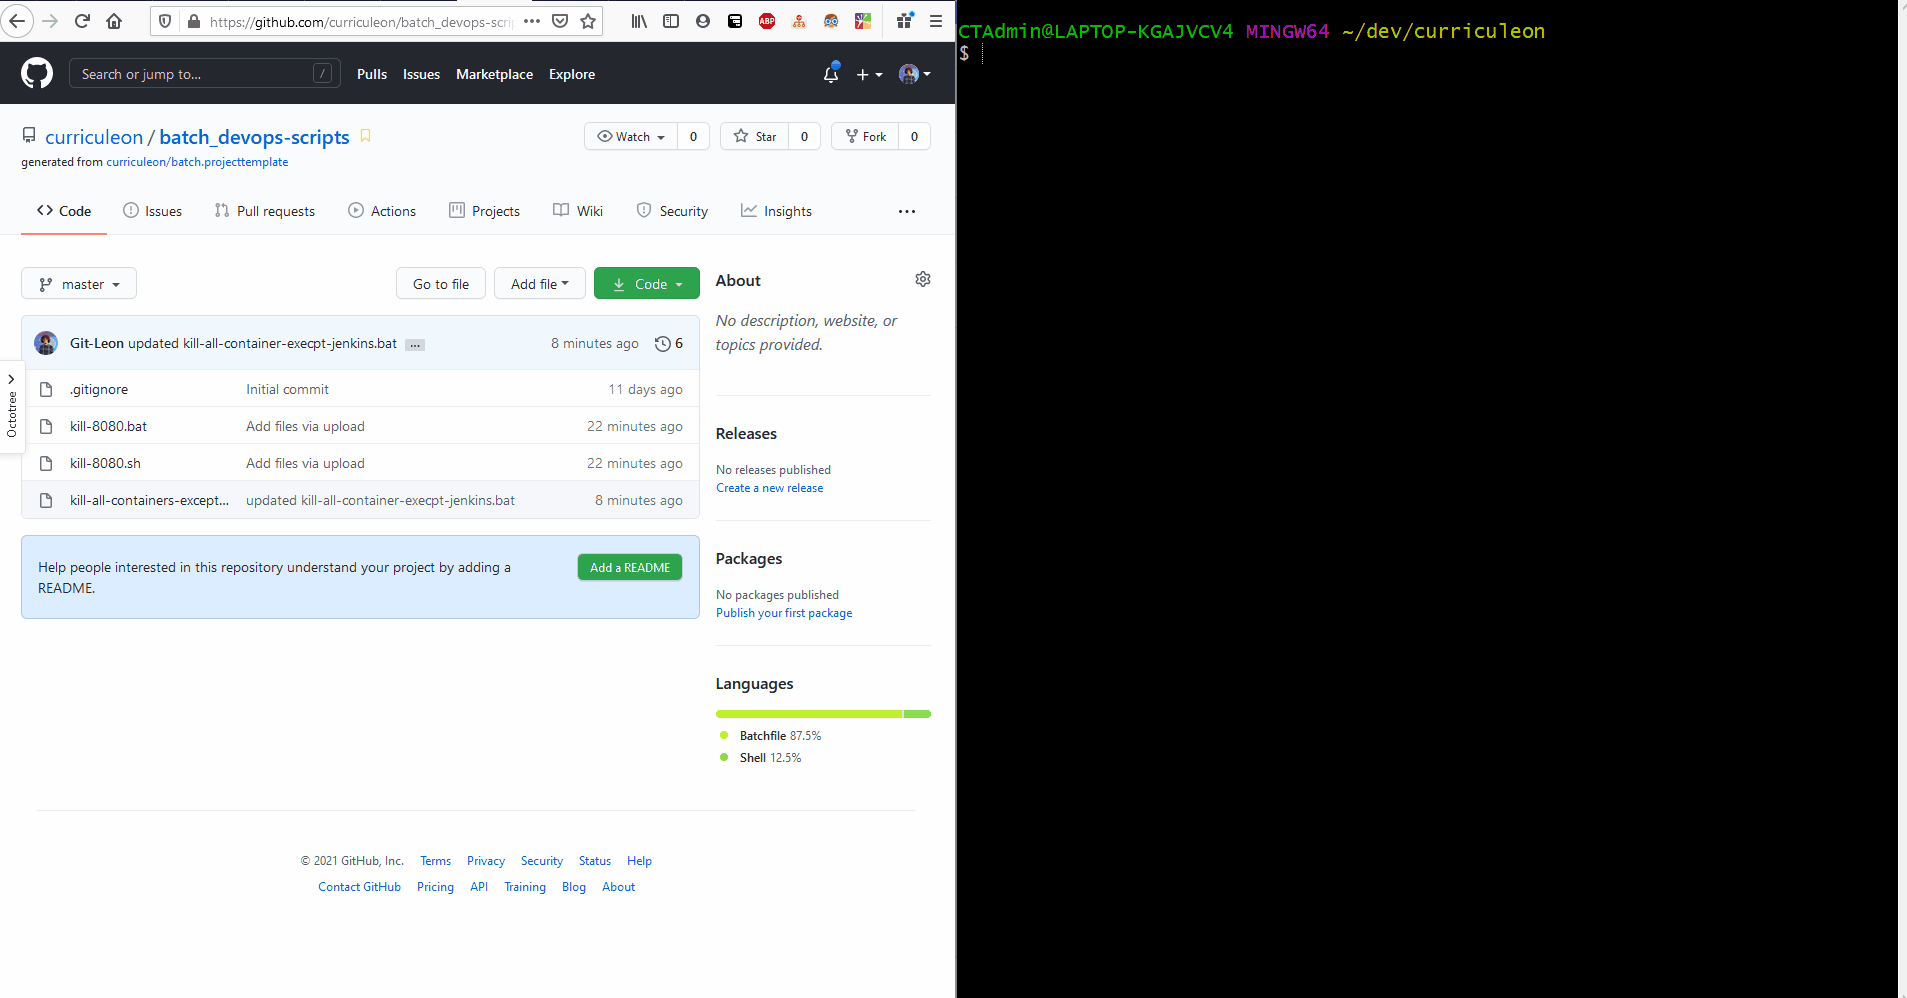 https://github.com/curriculeon/batch_devops-scri
ABP
Search or jump to...
/
Pulls
Issues
Marketplace
Explore
curriculeon / batch_devops-scripts
Watch 0
Star 0
Fork 0
generated from curriculeon/batch.projecttemplate
Code
Issues
Pull requests
Actions
Projects
Wiki
Security
Insights
master
Go to file
Add file
Code
Git-Leon updated kill-all-container-execpt-jenkins.bat ... 8 minutes ago 6
.gitignore Initial commit 11 days ago
kill-8080.bat Add files via upload 22 minutes ago
kill-8080.sh Add files via upload 22 minutes ago
kill-all-containers-except... updated kill-all-container-execpt-jenkins.bat 8 minutes ago
Octotree
Help people interested in this repository understand your project by adding a
README.
Add a README
About
No description, website, or
topics provided.
Releases
No releases published
Create a new release
Packages
No packages published
Publish your first package
Languages
Batchfile 87.5%
Shell 12.5%
© 2021 GitHub, Inc. Terms Privacy Security Status Help
Contact GitHub Pricing API Training Blog About
CTAdmin@LAPTOP-KGAJVCV4 MINGW64 ~/dev/curriculeon
$